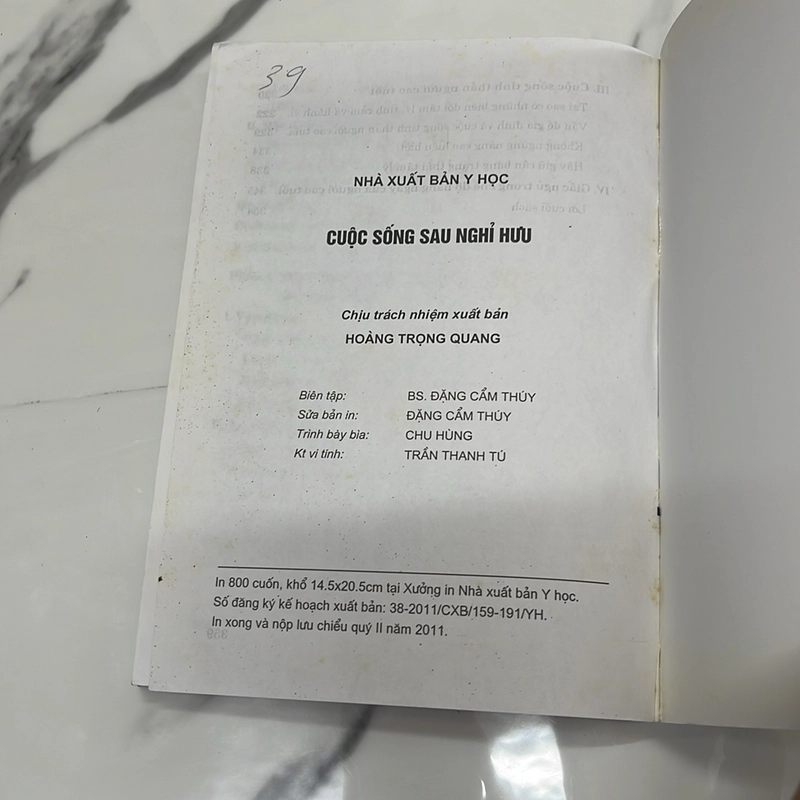 39
NHÀ XUẤT BẢN Y HỌC
CUỘC SỐNG SAU NGHỈ HƯU
Chịu trách nhiệm xuất bản
HOÀNG TRỌNG QUANG
Biên tập: BS. ĐẶNG CẨM THÚY
Sửa bản in: ĐẶNG CẨM THÚY
Trình bày bìa: CHU HÙNG
Kt vi tính: TRẦN THANH TÚ
In 800 cuốn, khổ 14.5x20.5cm tại Xưởng in Nhà xuất bản Y học.
Số đăng ký kế hoạch xuất bản: 38-2011/CXB/159-191/YH.
In xong và nộp lưu chiểu quý II năm 2011.